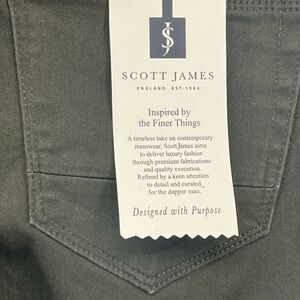 SJ
SCOTT JAMES
ENGLAND EST.1966
Inspired by
the Finer Things
A timeless take on contemporary
menswear, Scott James aims
to deliver luxury fashion
through premium fabrications
and quality execution.
Refined by a keen attention
to detail and curated
for the dapper man.
Designed with Purpose